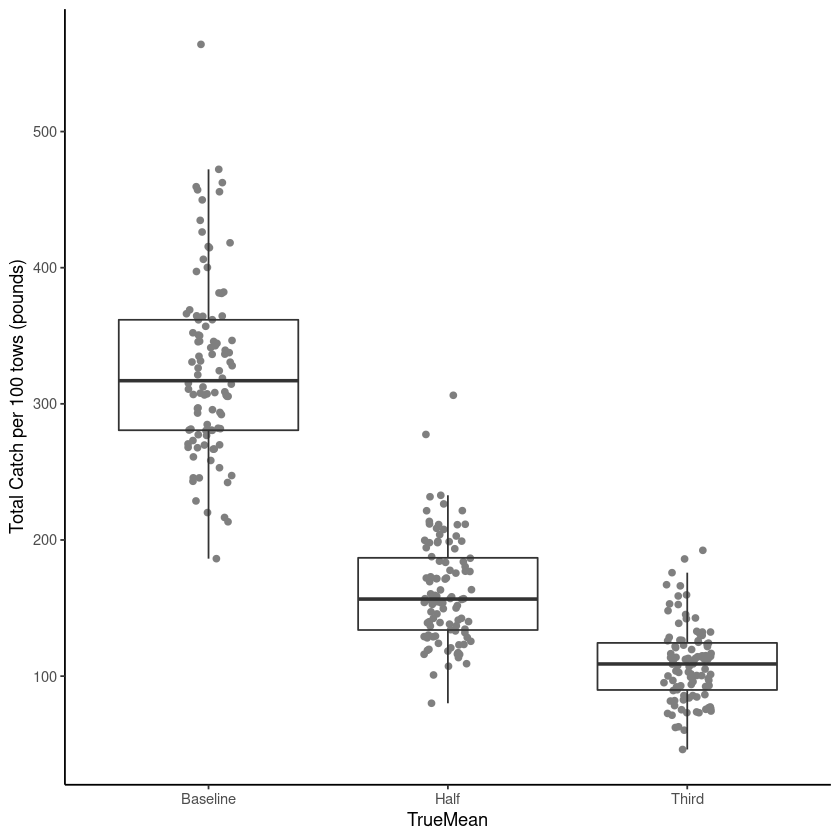 Total Catch per 100 tows (pounds)
500
400
300
200
100
Baseline
Half
Third
TrueMean